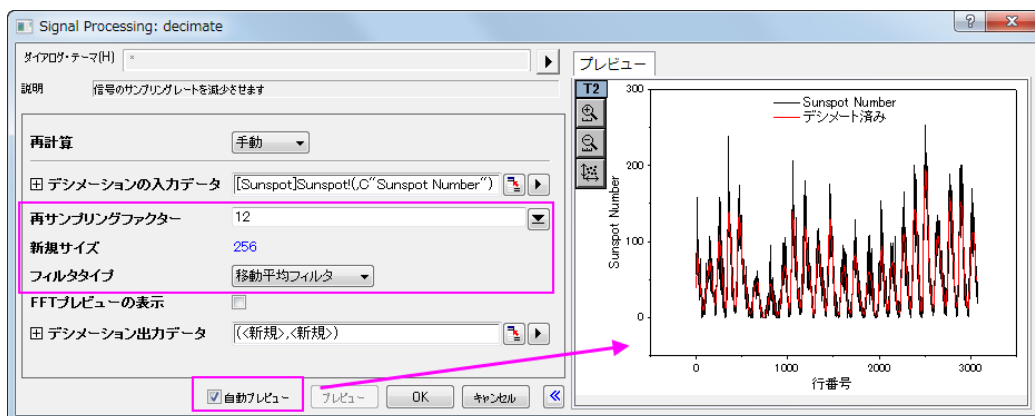 Signal Processing: decimate
ダイアログ・テーマ(H) *
説明 信号のサンプリングレートを減少させます
再計算 手動
デシメーションの入力データ [Sunspot]Sunspot!(,C"Sunspot Number")
再サンプリングファクター 12
新規サイズ 256
フィルタタイプ 移動平均フィルタ
FFTプレビューの表示
デシメーション出力データ (<新規>,<新規>)
自動プレビュー プレビュー OK キャンセル
プレビュー
T2
Sunspot Number
デシメート済み
300
200
100
0
Sunspot Number
0 1000 2000 3000
行番号